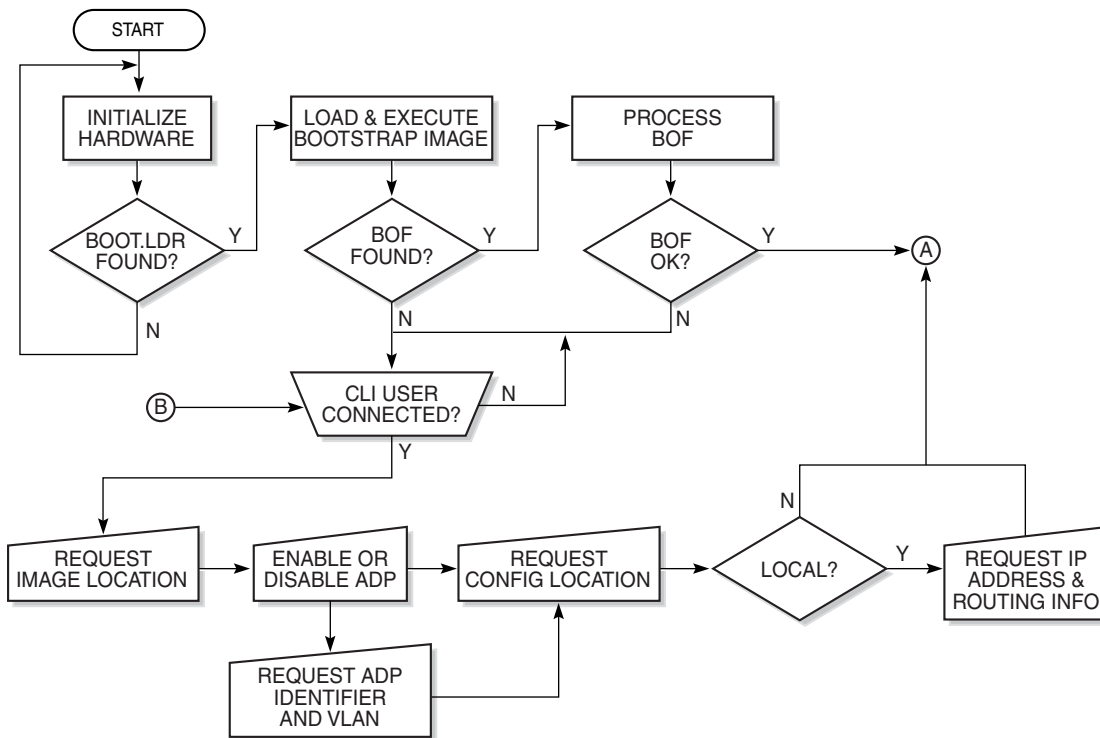 START
INITIALIZE
HARDWARE
LOAD & EXECUTE
BOOTSTRAP IMAGE
PROCESS
BOF
BOOT.LDR
FOUND?
Y
N
BOF
FOUND?
Y
N
BOF
OK?
Y
N
A
B
CLI USER
CONNECTED?
N
Y
REQUEST
IMAGE LOCATION
ENABLE OR
DISABLE ADP
REQUEST
CONFIG LOCATION
LOCAL?
N
Y
REQUEST IP
ADDRESS &
ROUTING INFO
REQUEST ADP
IDENTIFIER
AND VLAN